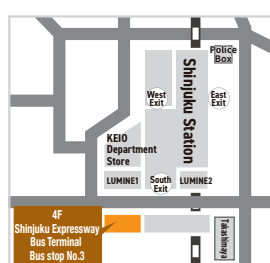 Police
Box
Shinjuku Station
West
Exit
East
Exit
KEIO
Department
Store
LUMINE1
South
Exit
LUMINE2
4F
Shinjuku Expressway
Bus Terminal
Bus stop No.3
Takashimaya